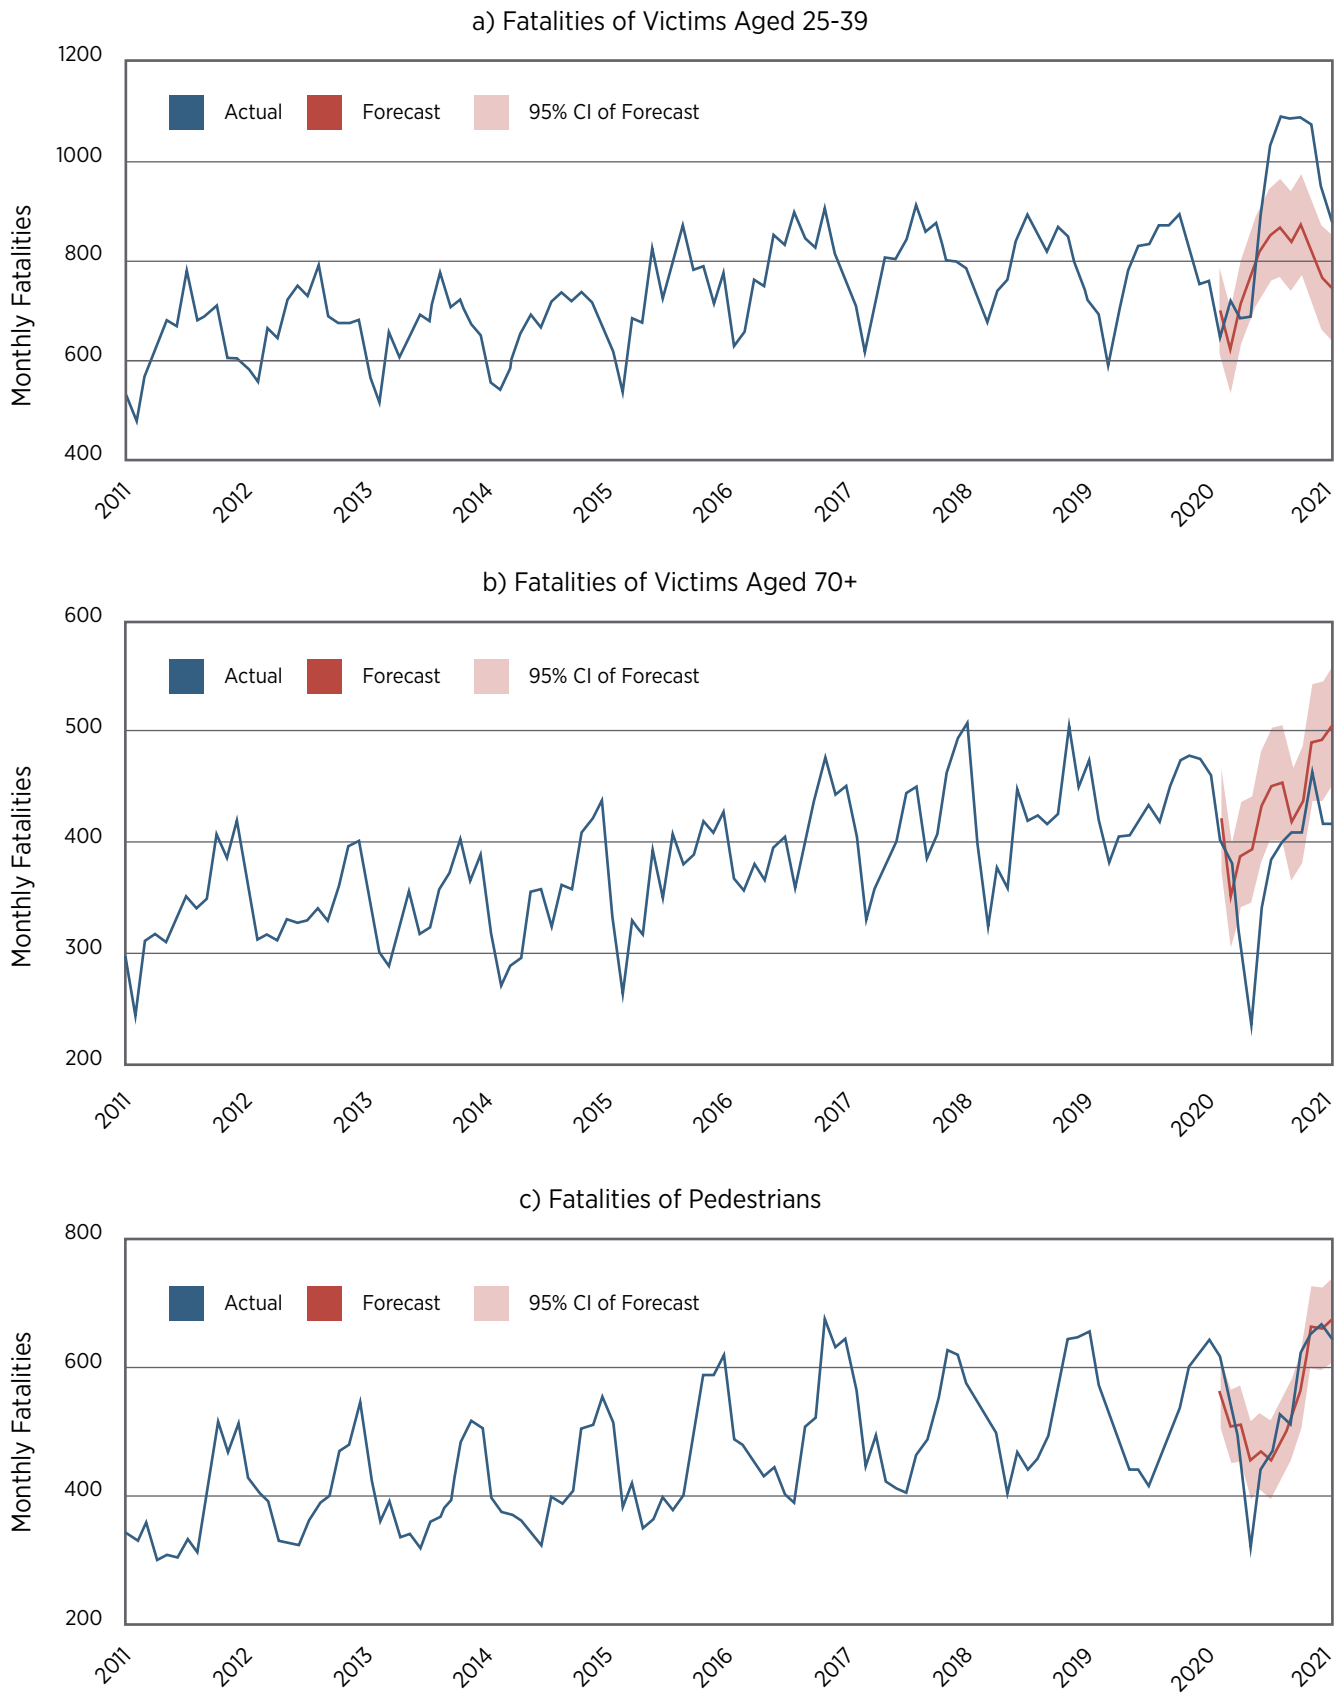 a) Fatalities of Victims Aged 25-39
1200
1000
800
600
400
Monthly Fatalities
Actual Forecast 95% CI of Forecast
2011 2012 2013 2014 2015 2016 2017 2018 2019 2020 2021
b) Fatalities of Victims Aged 70+
600
500
400
300
200
Monthly Fatalities
Actual Forecast 95% CI of Forecast
2011 2012 2013 2014 2015 2016 2017 2018 2019 2020 2021
c) Fatalities of Pedestrians
800
600
400
200
Monthly Fatalities
Actual Forecast 95% CI of Forecast
2011 2012 2013 2014 2015 2016 2017 2018 2019 2020 2021